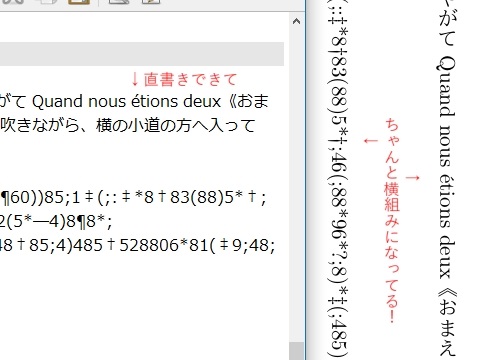 ↓直書きできて
がて Quand nous étions deux《おま
吹きながら、横の小道の方へ入って
¶60))85;1‡(;:‡*8†83(88)5*†;
2(5*—4)8¶8*;
48†85;4)485†528806*81(‡9;48;
がて Quand nous étions deux《おまえ
→
ちゃんと横組みになってる!
←
(;:‡*8†83(88)5*†;46(;88*96*?;8)*‡(;485)